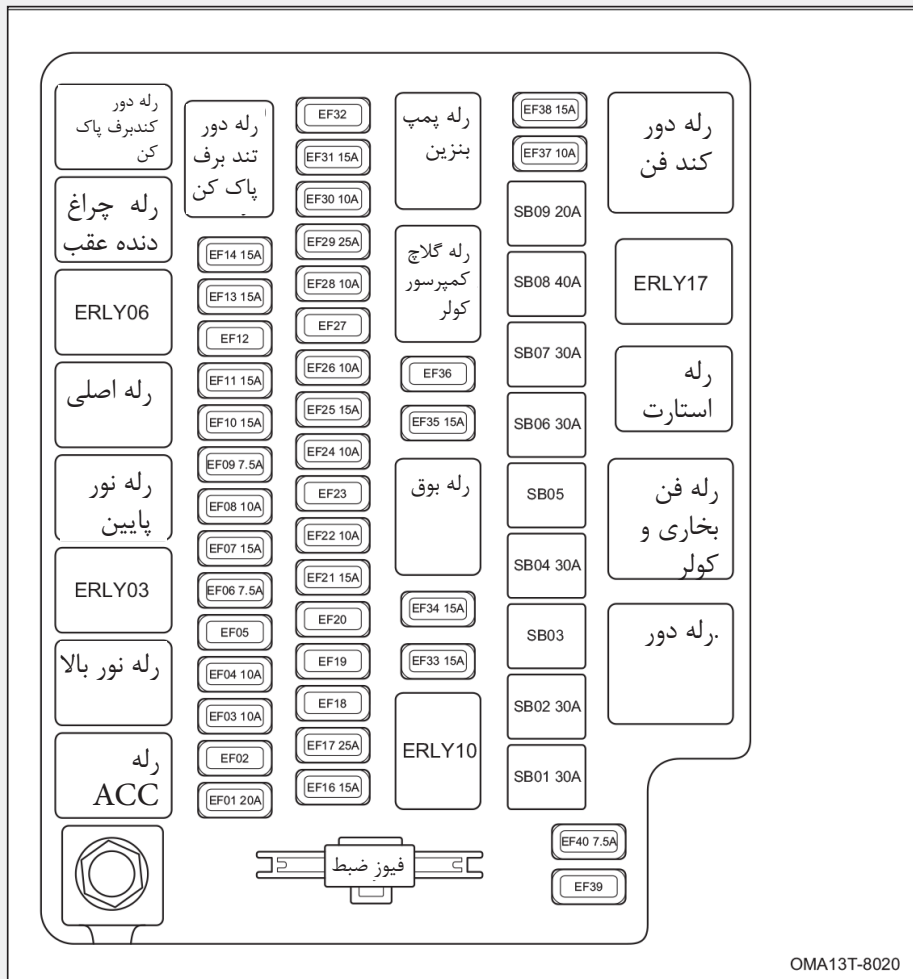 رله دور
کندبرف پاک
کن
رله چراغ
دنده عقب
ERLY06
رله اصلی
رله نور
پایین
ERLY03
رله نور بالا
رله
ACC
رله دور
تند برف
پاک کن
EF14 15A
EF13 15A
EF12
EF11 15A
EF10 15A
EF09 7.5A
EF08 10A
EF07 15A
EF06 7.5A
EF05
EF04 10A
EF03 10A
EF02
EF01 20A
EF32
EF31 15A
EF30 10A
EF29 25A
EF28 10A
EF27
EF26 10A
EF25 15A
EF24 10A
EF23
EF22 10A
EF21 15A
EF20
EF19
EF18
EF17 25A
EF16 15A
رله پمپ
بنزین
رله گلاچ
کمپرسور
کولر
EF36
EF35 15A
رله بوق
EF34 15A
EF33 15A
ERLY10
EF38 15A
EF37 10A
SB09 20A
SB08 40A
SB07 30A
SB06 30A
SB05
SB04 30A
SB03
SB02 30A
SB01 30A
رله دور
کند فن
ERLY17
رله
استارت
رله فن
بخاری و
کولر
.رله دور
فیوز ضبط
EF40 7.5A
EF39
OMA13T-8020